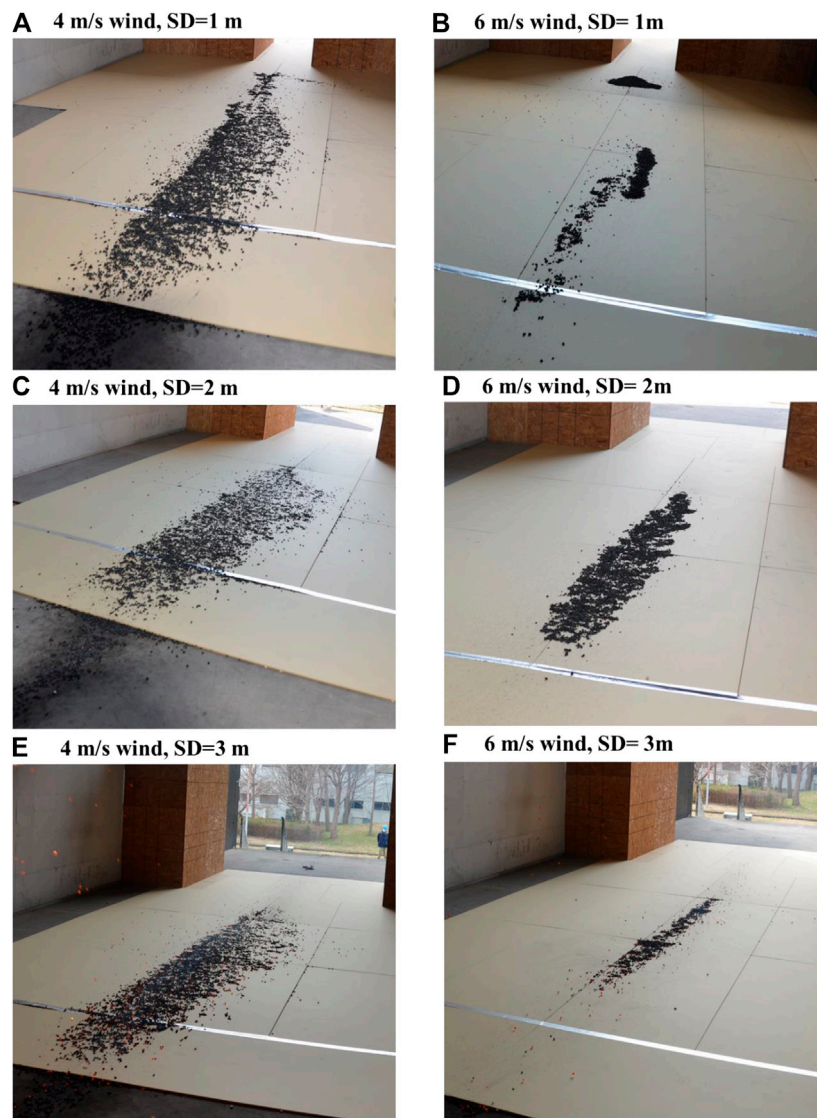 A 4 m/s wind, SD=1 m
B 6 m/s wind, SD= 1m
C 4 m/s wind, SD=2 m
D 6 m/s wind, SD= 2m
E 4 m/s wind, SD=3 m
F 6 m/s wind, SD= 3m